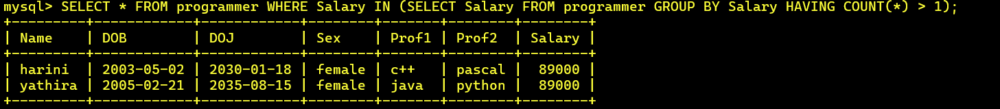 mysql> SELECT * FROM programmer WHERE Salary IN (SELECT Salary FROM programmer GROUP BY Salary HAVING COUNT(*) > 1);
+---------+------------+------------+--------+-------+--------+--------+
| Name    | DOB        | DOJ        | Sex    | Prof1 | Prof2  | Salary |
+---------+------------+------------+--------+-------+--------+--------+
| harini  | 2003-05-02 | 2030-01-18 | female | c++   | pascal |  89000 |
| yathira | 2005-02-21 | 2035-08-15 | female | java  | python |  89000 |
+---------+------------+------------+--------+-------+--------+--------+